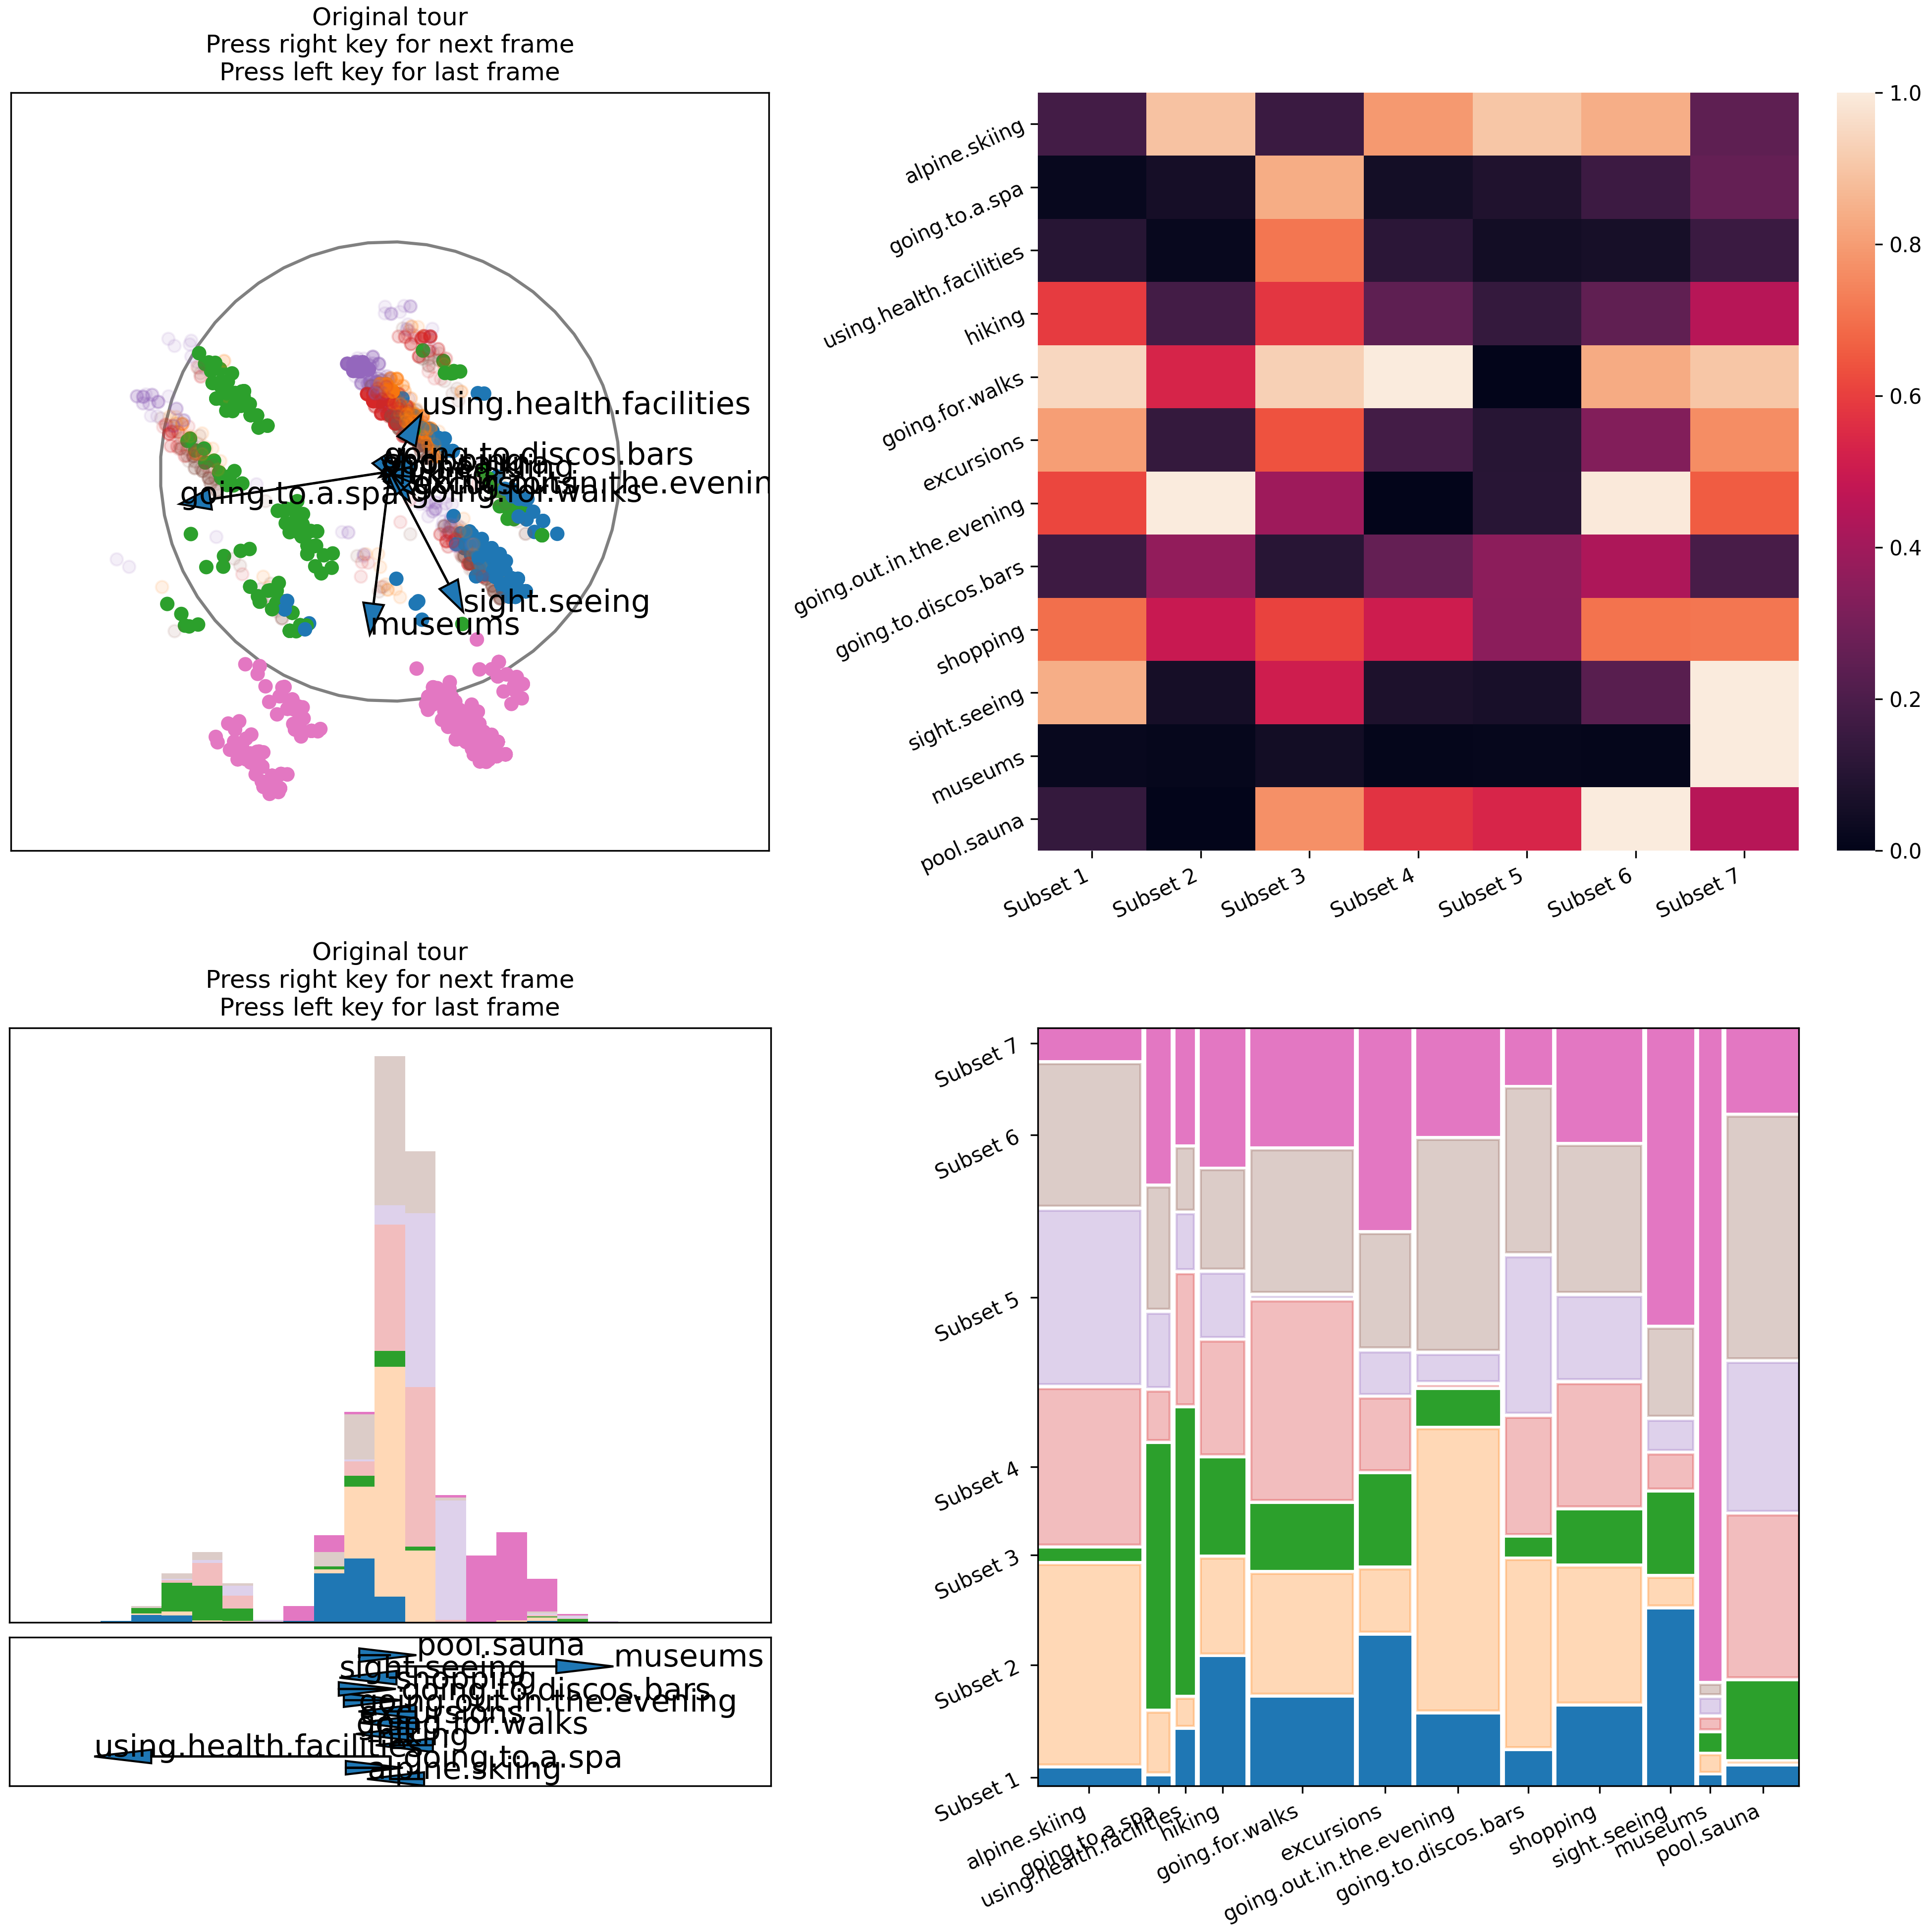 Original tour
Press right key for next frame
Press left key for last frame
using.health.facilities
going.to.discos.bars
going.for.walks
going.to.a.spa
sight.seeing
museums
alpine.skiing
going.to.a.spa
using.health.facilities
hiking
going.for.walks
excursions
going.out.in.the.evening
going.to.discos.bars
shopping
sight.seeing
museums
pool.sauna
Subset 1
Subset 2
Subset 3
Subset 4
Subset 5
Subset 6
Subset 7
1.0
0.8
0.6
0.4
0.2
0.0
Original tour
Press right key for next frame
Press left key for last frame
pool.sauna
museums
sight.seeing
shopping
going.to.discos.bars
going.out.in.the.evening
excursions
going.for.walks
hiking
using.health.facilities
going.to.a.spa
alpine.skiing
Subset 7
Subset 6
Subset 5
Subset 4
Subset 3
Subset 2
Subset 1
alpine.skiing
going.to.a.spa
using.health.facilities
hiking
going.for.walks
excursions
going.out.in.the.evening
going.to.discos.bars
shopping
sight.seeing
museums
pool.sauna